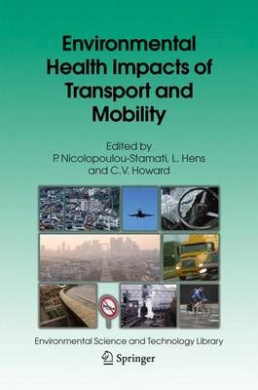 Environmental
Health Impacts of
Transport and
Mobility
Edited by
P. Nicolopoulou-Stamati, L. Hens
and C.V. Howard
Environmental Science and Technology Library
Springer